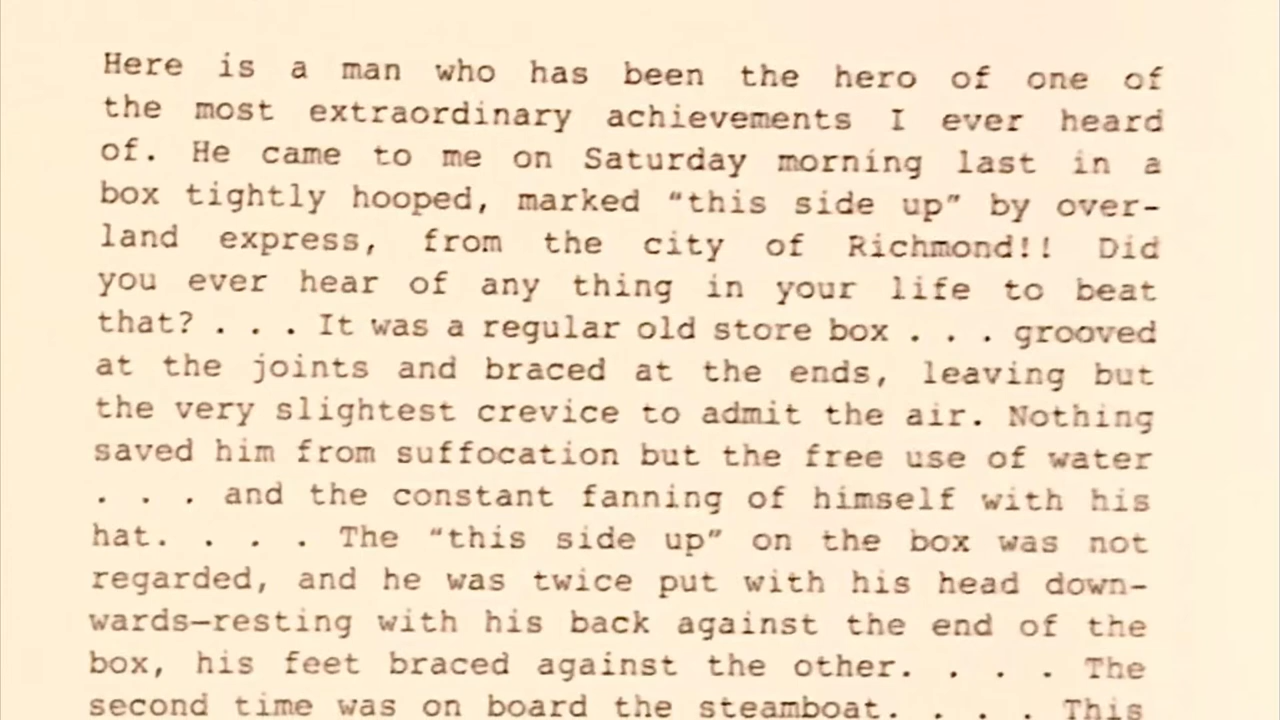 Here is a man who has been the hero of one of
the most extraordinary achievements I ever heard
of. He came to me on Saturday morning last in a
box tightly hooped, marked “this side up” by over-
land express, from the city of Richmond!! Did
you ever hear of any thing in your life to beat
that? . . . It was a regular old store box . . . grooved
at the joints and braced at the ends, leaving but
the very slightest crevice to admit the air. Nothing
saved him from suffocation but the free use of water
. . . and the constant fanning of himself with his
hat. . . . The “this side up” on the box was not
regarded, and he was twice put with his head down-
wards—resting with his back against the end of the
box, his feet braced against the other. . . . The
second time was on board the steamboat. . . . This